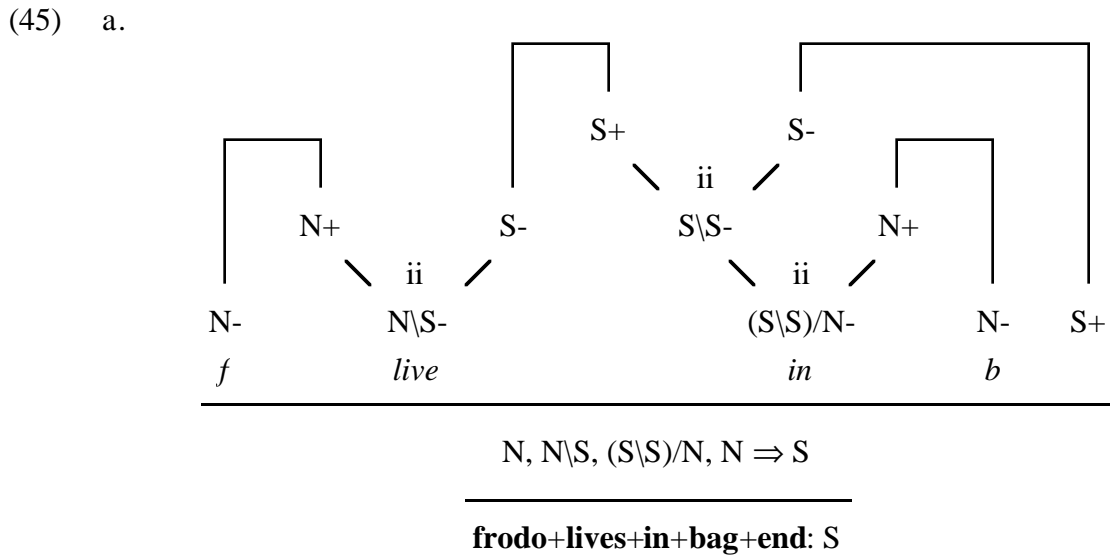 (45) a.
S+ S-
ii
N+ S- S\S- N+
ii ii
N- N\S- (S\S)/N- N- S+
f live in b
N, N\S, (S\S)/N, N ⇒ S
frodo+lives+in+bag+end: S